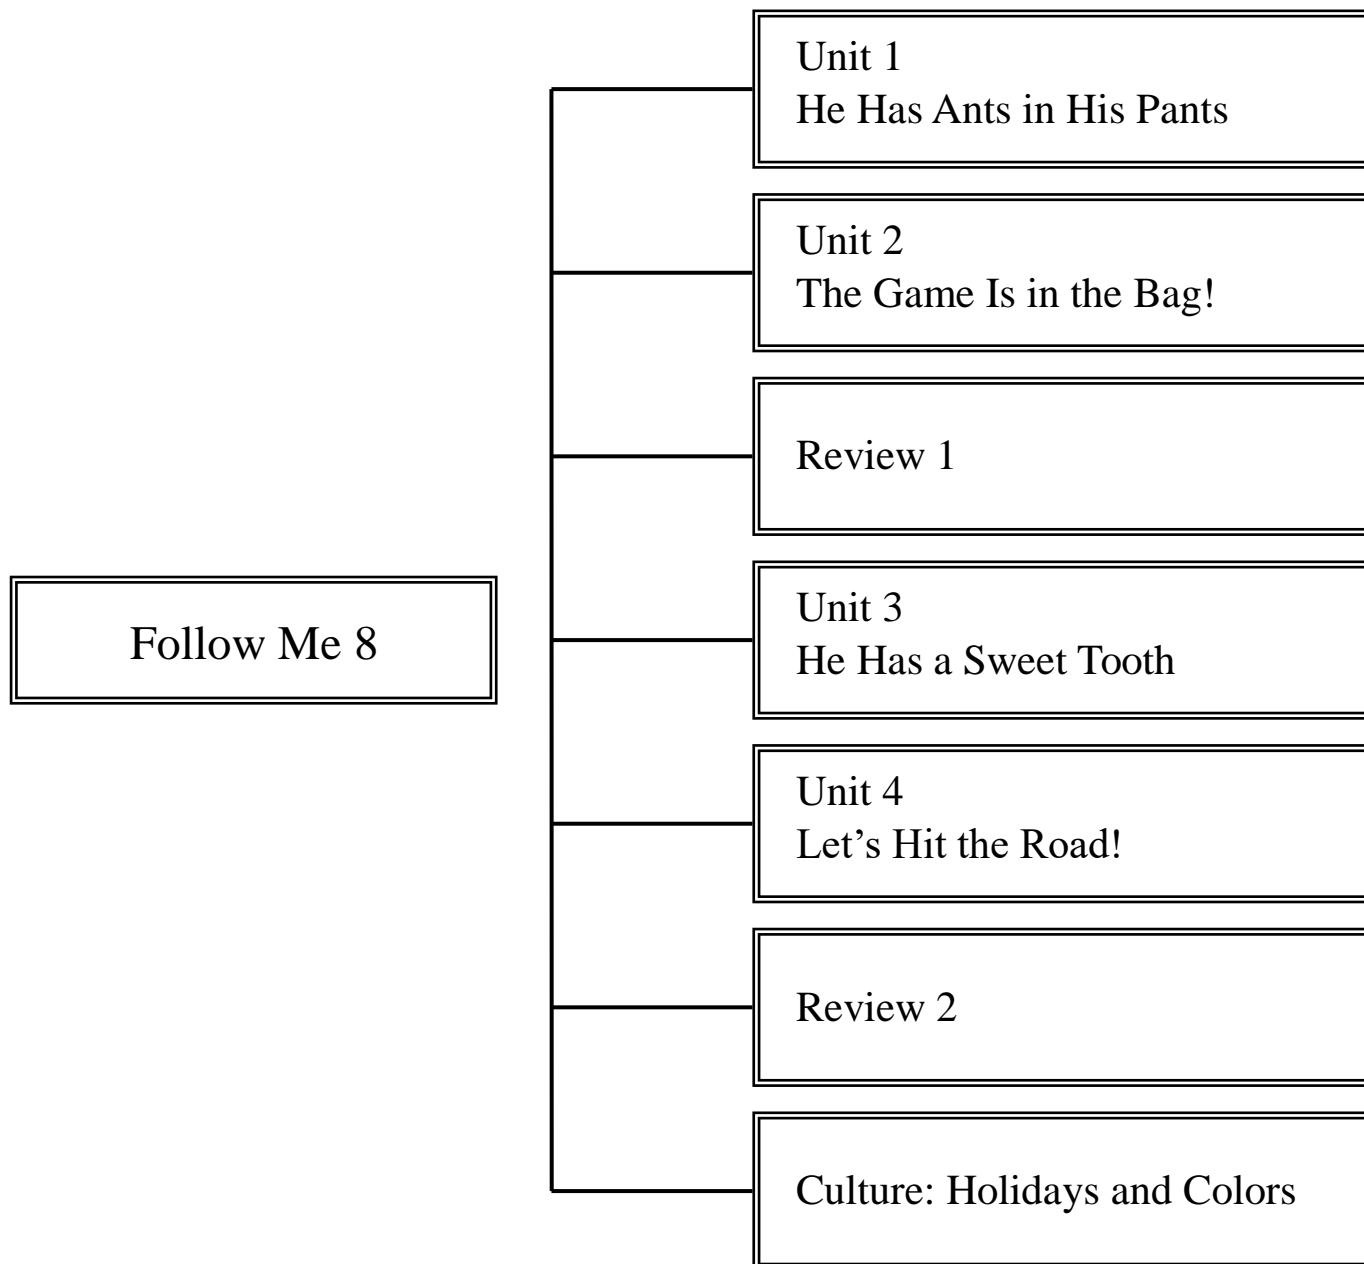 Follow Me 8
Unit 1
He Has Ants in His Pants
Unit 2
The Game Is in the Bag!
Review 1
Unit 3
He Has a Sweet Tooth
Unit 4
Let’s Hit the Road!
Review 2
Culture: Holidays and Colors